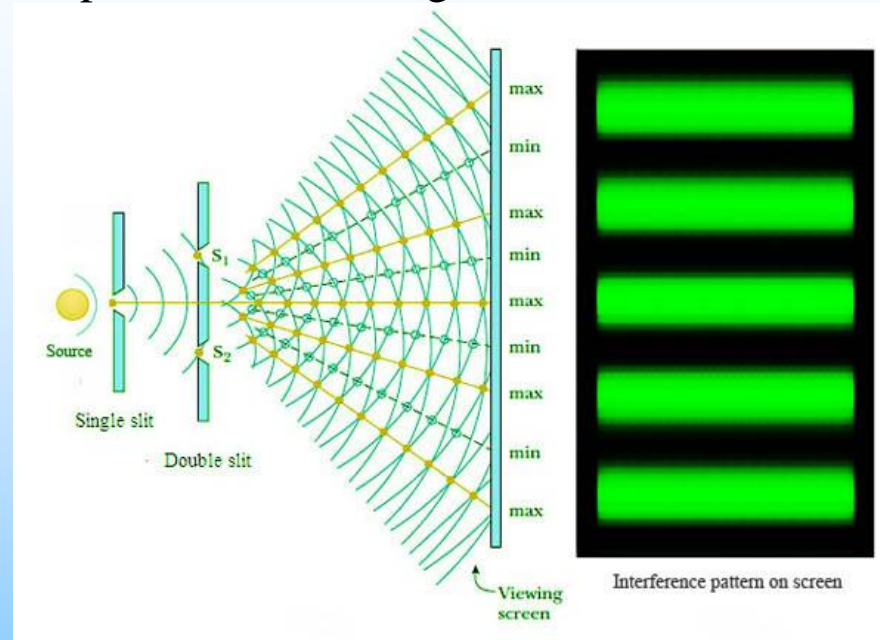 max
min
max
min
max
min
max
min
max
S1
S2
Source
Single slit
Double slit
Viewing
screen
Interference pattern on screen